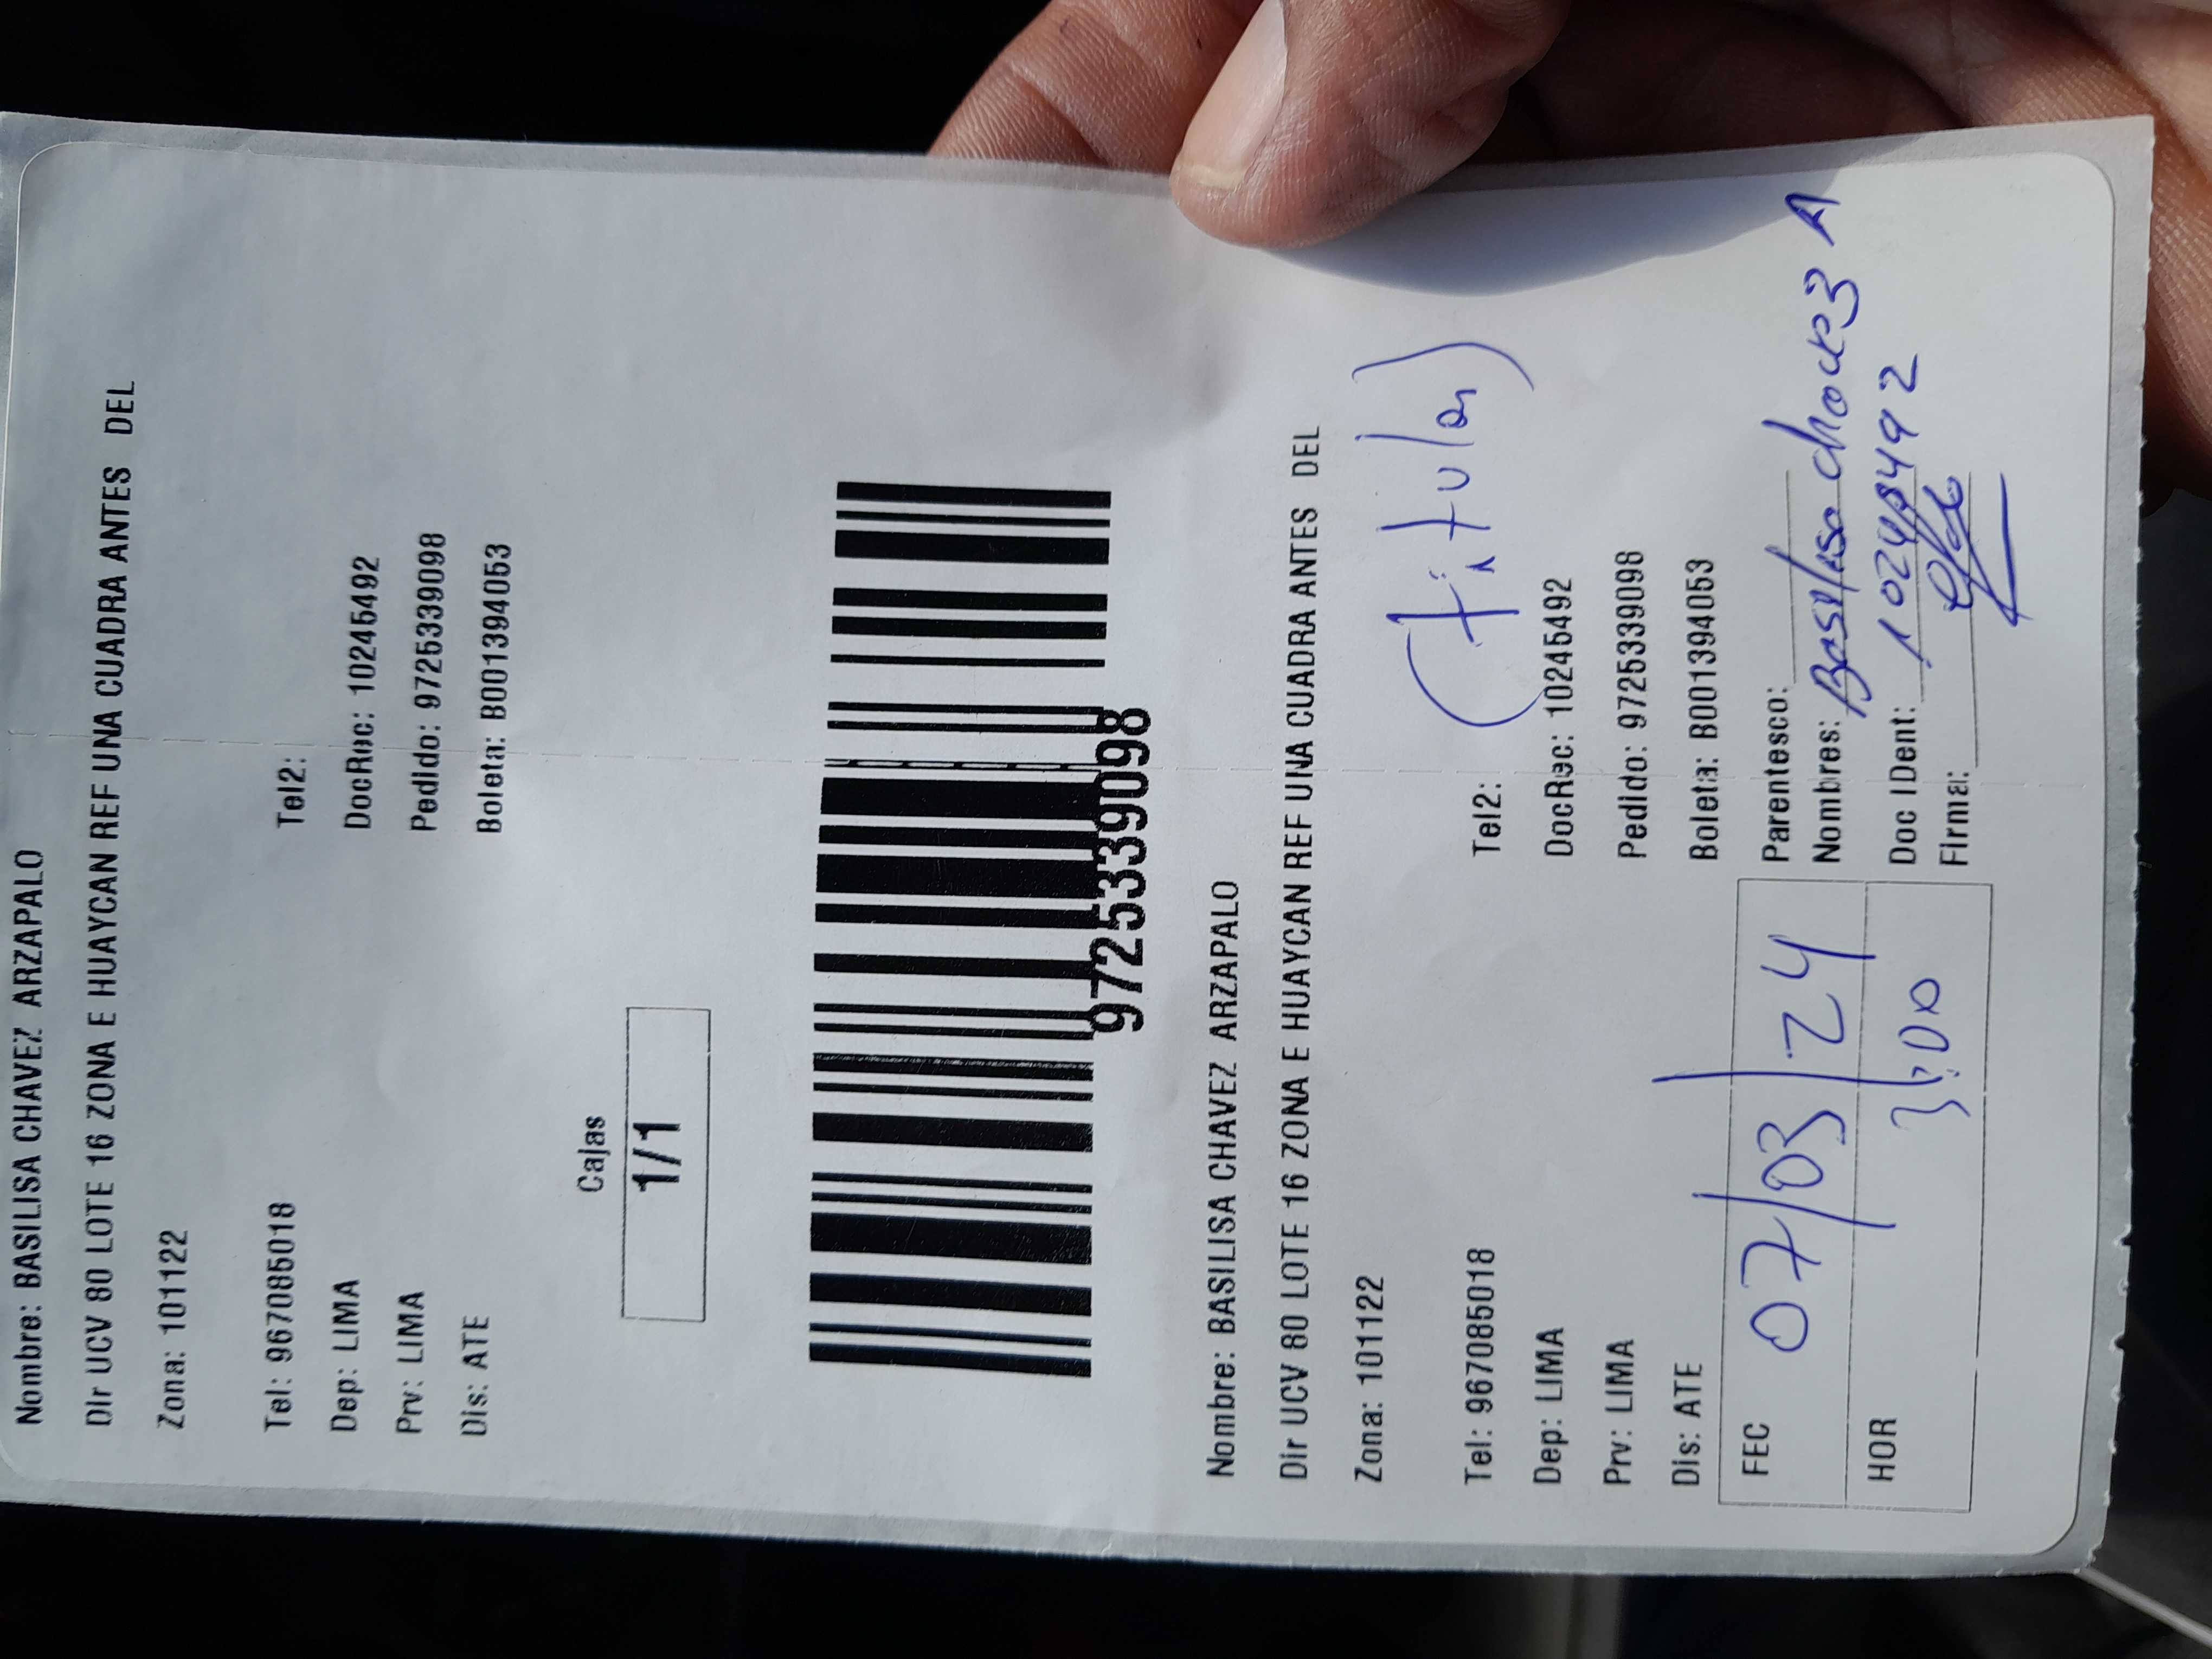 Nombre: BASILISA CHAVEZ ARZAPALO
Dir UCV 80 LOTE 16 ZONA E HUAYCAN REF UNA CUADRA ANTES DEL
Zona: 101122
Tel: 967085018 Tel2:
Dep: LIMA DocRec: 10245492
Prv: LIMA Pedido: 9725339098
Dis: ATE Boleta: B001394053
Cajas
1/1
9725339098
Nombre: BASILISA CHAVEZ ARZAPALO
Dir UCV 80 LOTE 16 ZONA E HUAYCAN REF UNA CUADRA ANTES DEL
Zona: 101122
(titular)
Tel: 967085018 Tel2:
Dep: LIMA DocRec: 10245492
Prv: LIMA Pedido: 9725339098
Dis: ATE Boleta: B001394053
FEC 07/03/24 Parentesco:
Nombres: Basilisa chavez A
HOR 3:00 Doc IDent:
Firma: